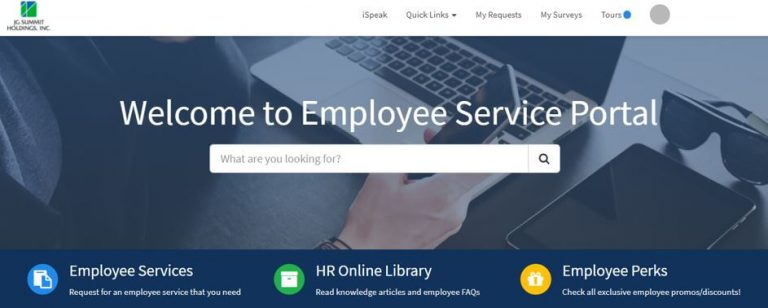 JG SUMMIT
HOLDINGS, INC.
iSpeak
Quick Links
My Requests
My Surveys
Tours
Welcome to Employee Service Portal
What are you looking for?
Employee Services
Request for an employee service that you need
HR Online Library
Read knowledge articles and employee FAQs
Employee Perks
Check all exclusive employee promos/discounts!